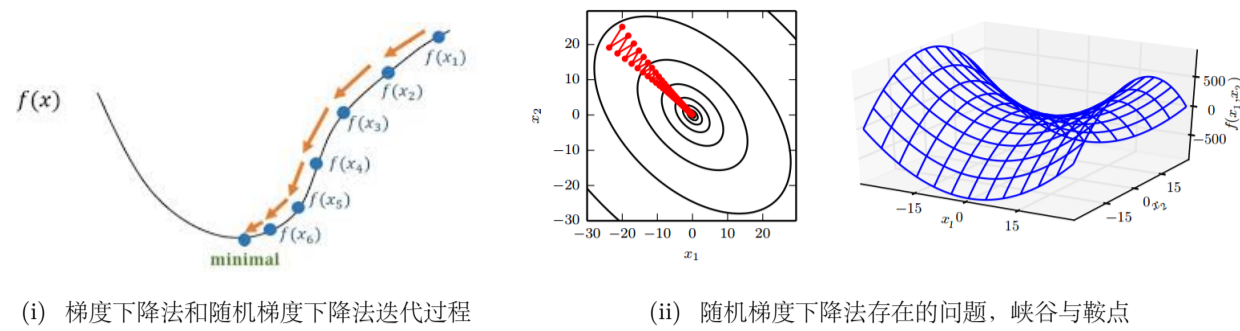 f(x)
f(x₁)
f(x₂)
f(x₃)
f(x₄)
f(x₅)
f(x₆)
minimal
x₂
20
10
0
−10
−20
−30
−30
−20
−10
0
10
20
x₁
500
0
−500
f(x₁,x₂)
−15
0
15
x₁
−15
0
15
x₂
(i) 梯度下降法和随机梯度下降法迭代过程
(ii) 随机梯度下降法存在的问题，峡谷与鞍点